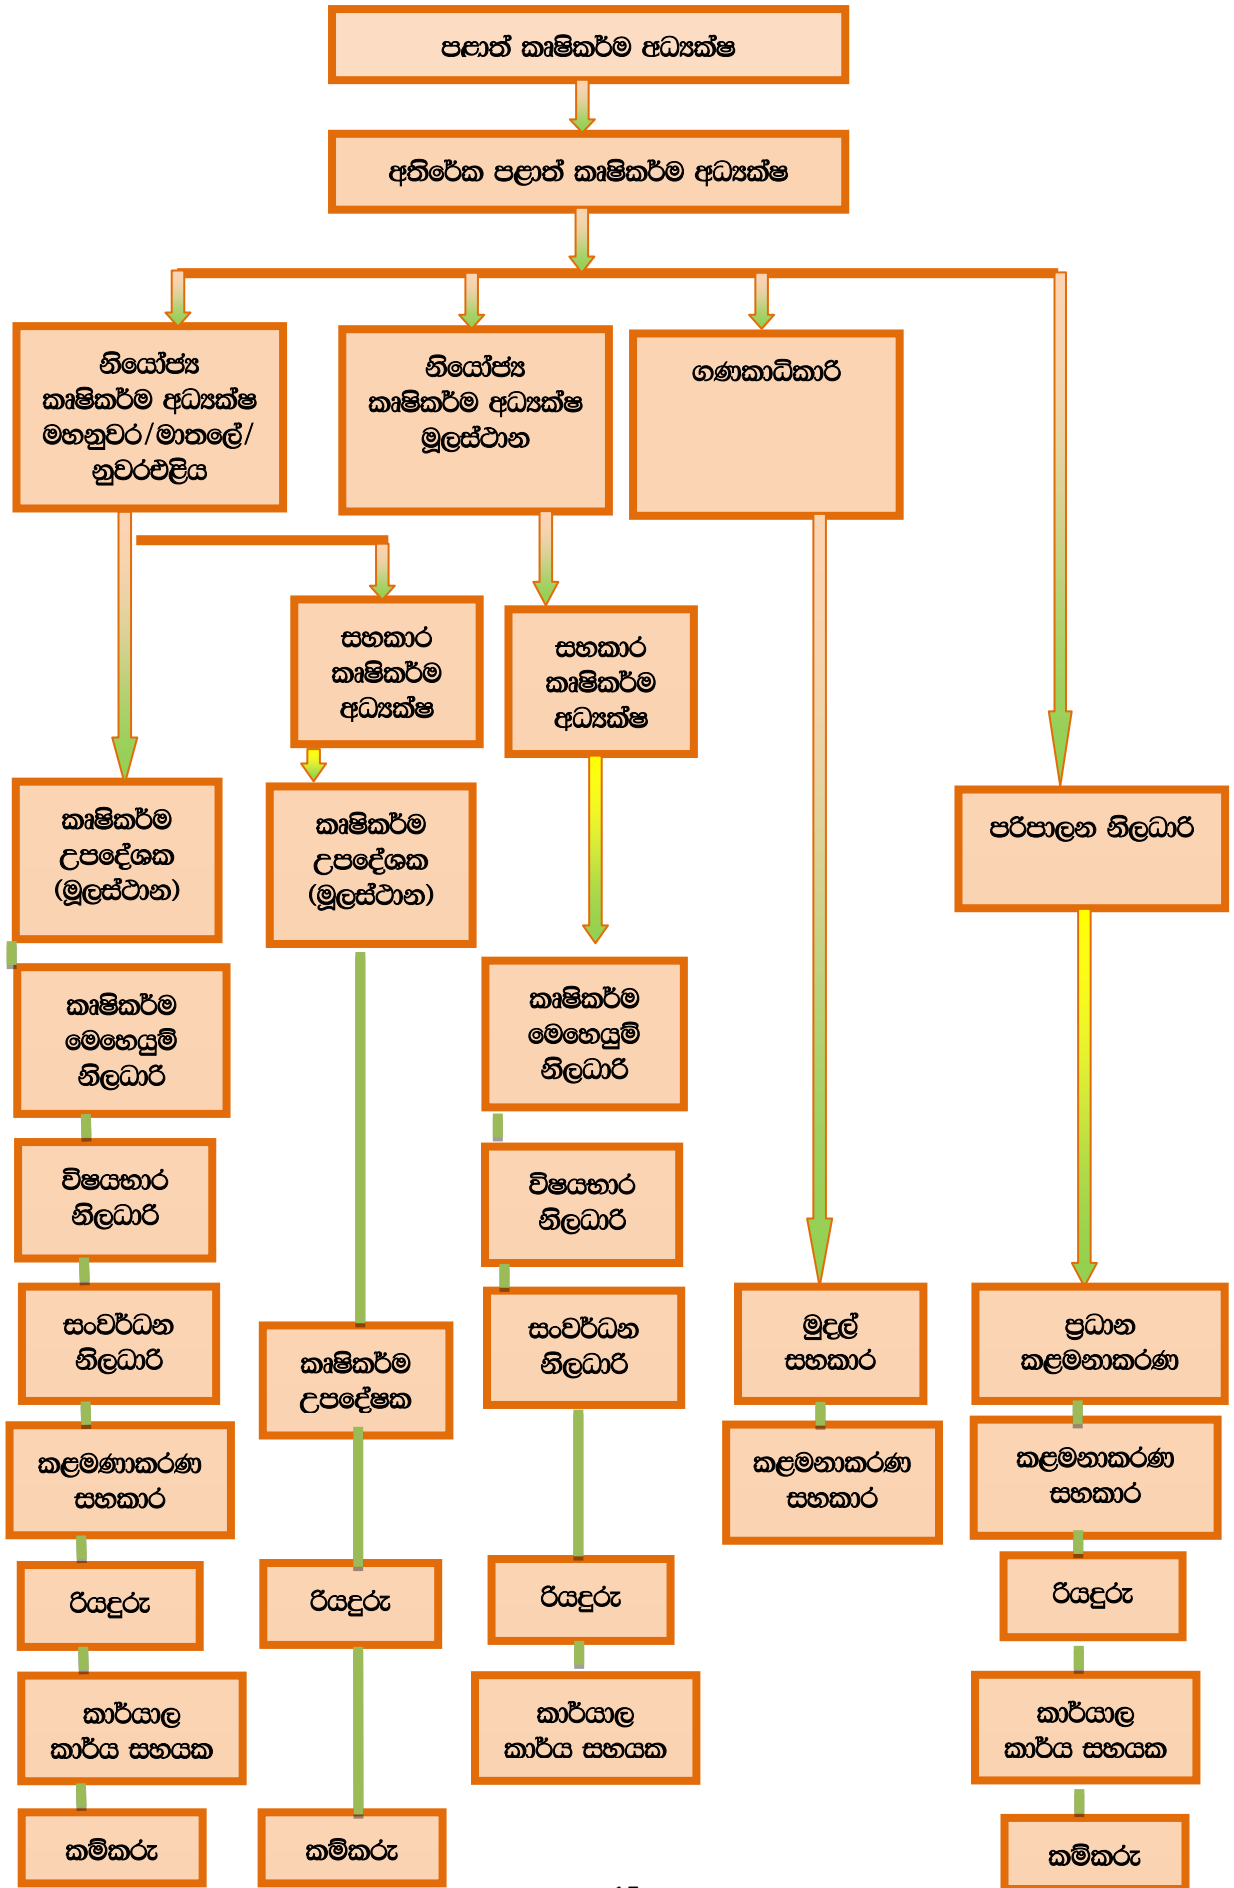 පළාත් කෘෂිකර්ම අධ්‍යක්ෂ
අතිරේක පළාත් කෘෂිකර්ම අධ්‍යක්ෂ
නියෝජ්‍ය
කෘෂිකර්ම අධ්‍යක්ෂ
මහනුවර/මාතලේ/
නුවරඑළිය
නියෝජ්‍ය
කෘෂිකර්ම අධ්‍යක්ෂ
මූලස්ථාන
ගණකාධිකාරි
සහකාර
කෘෂිකර්ම
අධ්‍යක්ෂ
සහකාර
කෘෂිකර්ම
අධ්‍යක්ෂ
කෘෂිකර්ම
උපදේශක
(මූලස්ථාන)
කෘෂිකර්ම
උපදේශක
(මූලස්ථාන)
පරිපාලන නිලධාරි
කෘෂිකර්ම
මෙහෙයුම්
නිලධාරි
කෘෂිකර්ම
මෙහෙයුම්
නිලධාරි
විෂයභාර
නිලධාරි
විෂයභාර
නිලධාරි
සංවර්ධන
නිලධාරි
කෘෂිකර්ම
උපදේෂක
සංවර්ධන
නිලධාරි
මුදල්
සහකාර
ප්‍රධාන
කළමනාකරණ
කළමණාකරණ
සහකාර
කළමනාකරණ
සහකාර
කළමනාකරණ
සහකාර
රියදුරු
රියදුරු
රියදුරු
රියදුරු
කාර්යාල
කාර්ය සහයක
කාර්යාල
කාර්ය සහයක
කාර්යාල
කාර්ය සහයක
කම්කරු
කම්කරු
කම්කරු